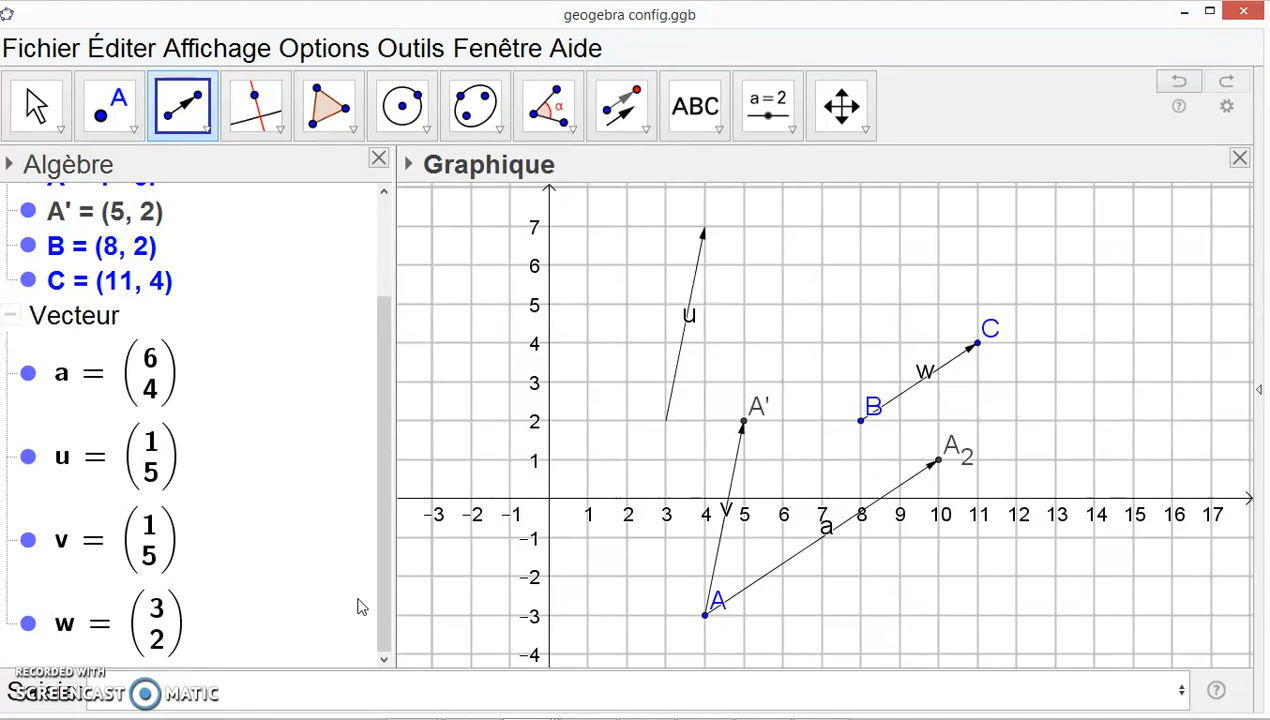 geogebra config.ggb
Fichier Éditer Affichage Options Outils Fenêtre Aide
A
α
ABC
a = 2
Algèbre
Graphique
A' = (5, 2)
B = (8, 2)
C = (11, 4)
Vecteur
a = (6 4)
u = (1 5)
v = (1 5)
w = (3 2)
7
6
5
4
3
2
1
−3 −2 −1 1 2 3 4 5 6 7 8 9 10 11 12 13 14 15 16 17
−1
−2
−3
−4
u
C
w
B
A'
A2
v
a
A
RECORDED WITH
SCREENCAST MATIC